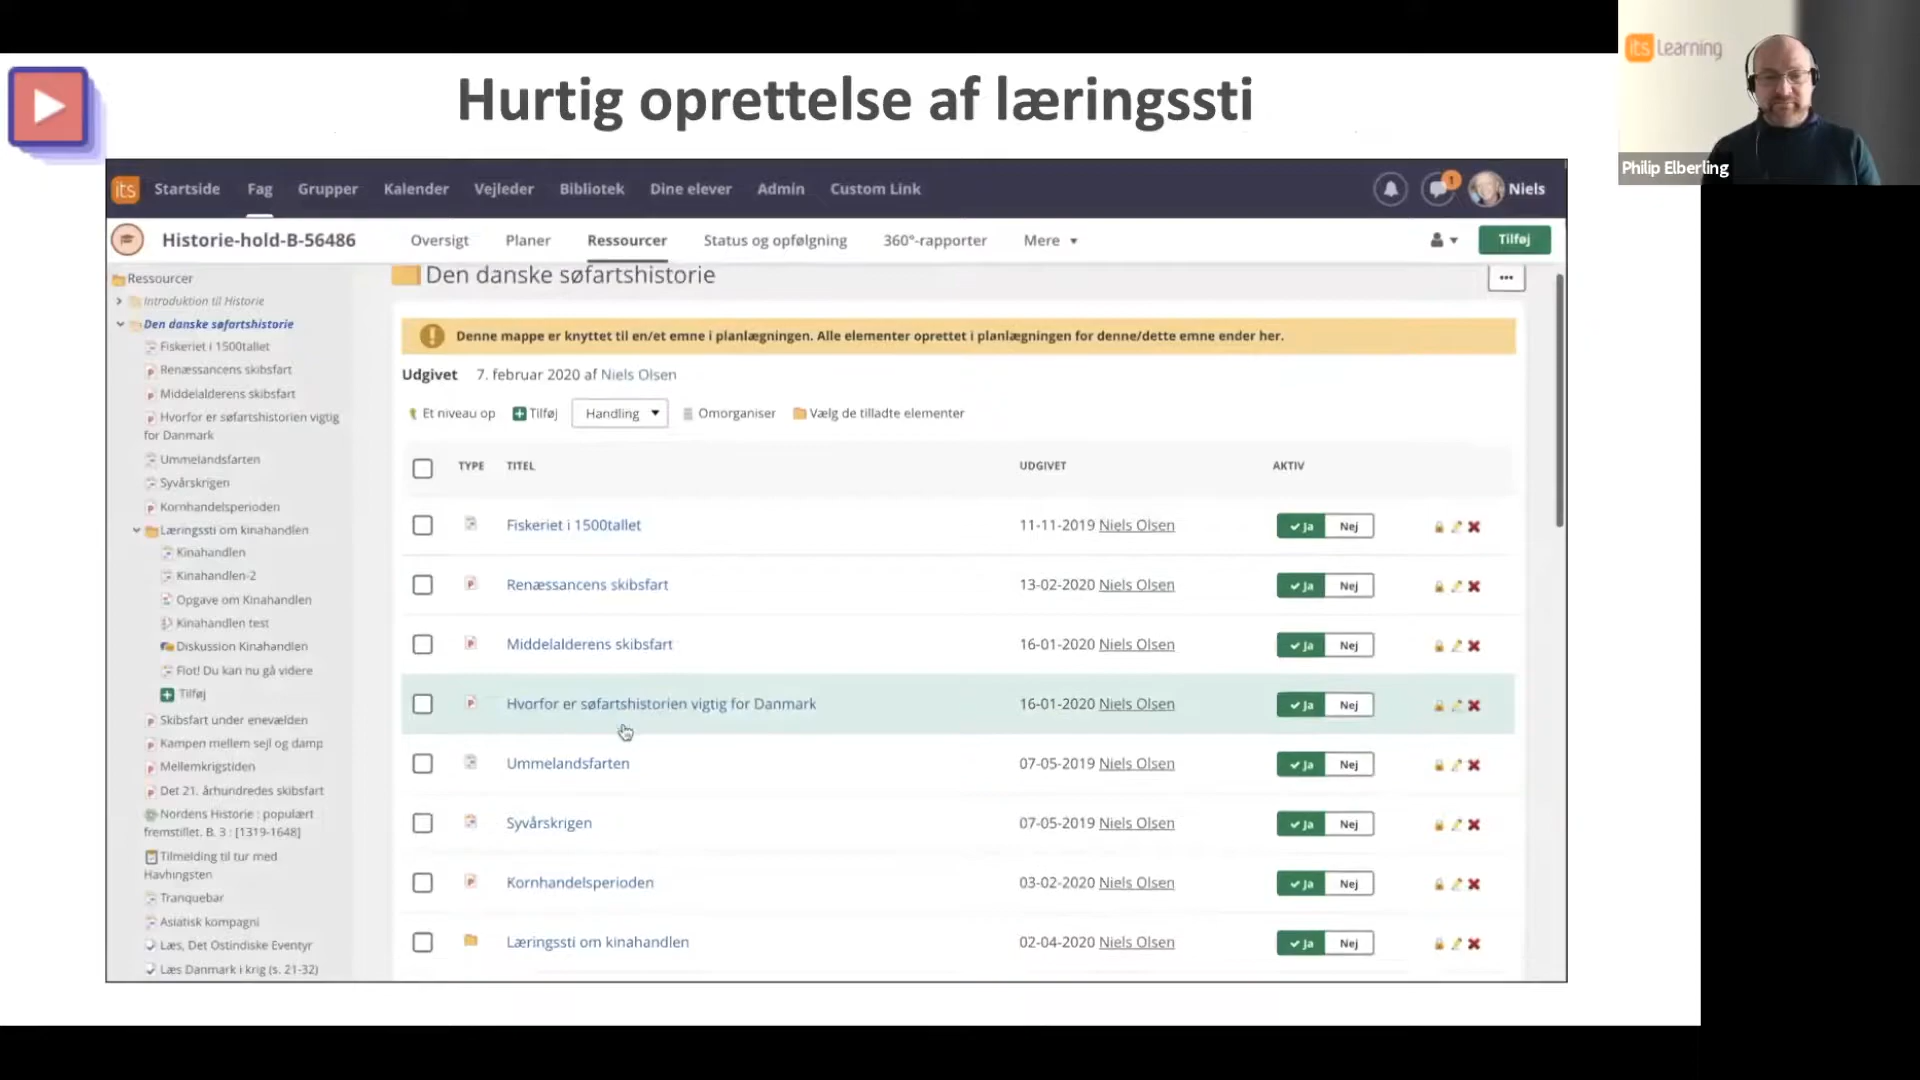 Hurtig oprettelse af læringssti
its Learning
Philip Elberling
its Startside Fag Grupper Kalender Vejleder Bibliotek Dine elever Admin Custom Link 1 Niels
Historie-hold-B-56486 Oversigt Planer Ressourcer Status og opfølgning 360°-rapporter Mere Tilføj
Ressourcer
Introduktion til Historie
Den danske søfartshistorie
Fiskeriet i 1500tallet
Renæssancens skibsfart
Middelalderens skibsfart
Hvorfor er søfartshistorien vigtig
for Danmark
Ummelandsfarten
Syvårskrigen
Kornhandelsperioden
Læringssti om kinahandlen
Kinahandlen
Kinahandlen-2
Opgave om Kinahandlen
Kinahandlen test
Diskussion Kinahandlen
Flot! Du kan nu gå videre
Tilføj
Skibsfart under enevælden
Kampen mellem sejl og damp
Mellemkrigstiden
Det 21. århundredes skibsfart
Nordens Historie : populært
fremstillet. B. 3 : [1319-1648]
Tilmelding til tur med
Havhingsten
Tranquebar
Asiatisk kompagni
Læs, Det Ostindiske Eventyr
Læs Danmark i krig (s. 21-32)
Den danske søfartshistorie
Denne mappe er knyttet til en/et emne i planlægningen. Alle elementer oprettet i planlægningen for denne/dette emne ender her.
Udgivet 7. februar 2020 af Niels Olsen
Et niveau op Tilføj Handling Omorganiser Vælg de tilladte elementer
TYPE TITEL UDGIVET AKTIV
Fiskeriet i 1500tallet 11-11-2019 Niels Olsen Ja Nej
Renæssancens skibsfart 13-02-2020 Niels Olsen Ja Nej
Middelalderens skibsfart 16-01-2020 Niels Olsen Ja Nej
Hvorfor er søfartshistorien vigtig for Danmark 16-01-2020 Niels Olsen Ja Nej
Ummelandsfarten 07-05-2019 Niels Olsen Ja Nej
Syvårskrigen 07-05-2019 Niels Olsen Ja Nej
Kornhandelsperioden 03-02-2020 Niels Olsen Ja Nej
Læringssti om kinahandlen 02-04-2020 Niels Olsen Ja Nej